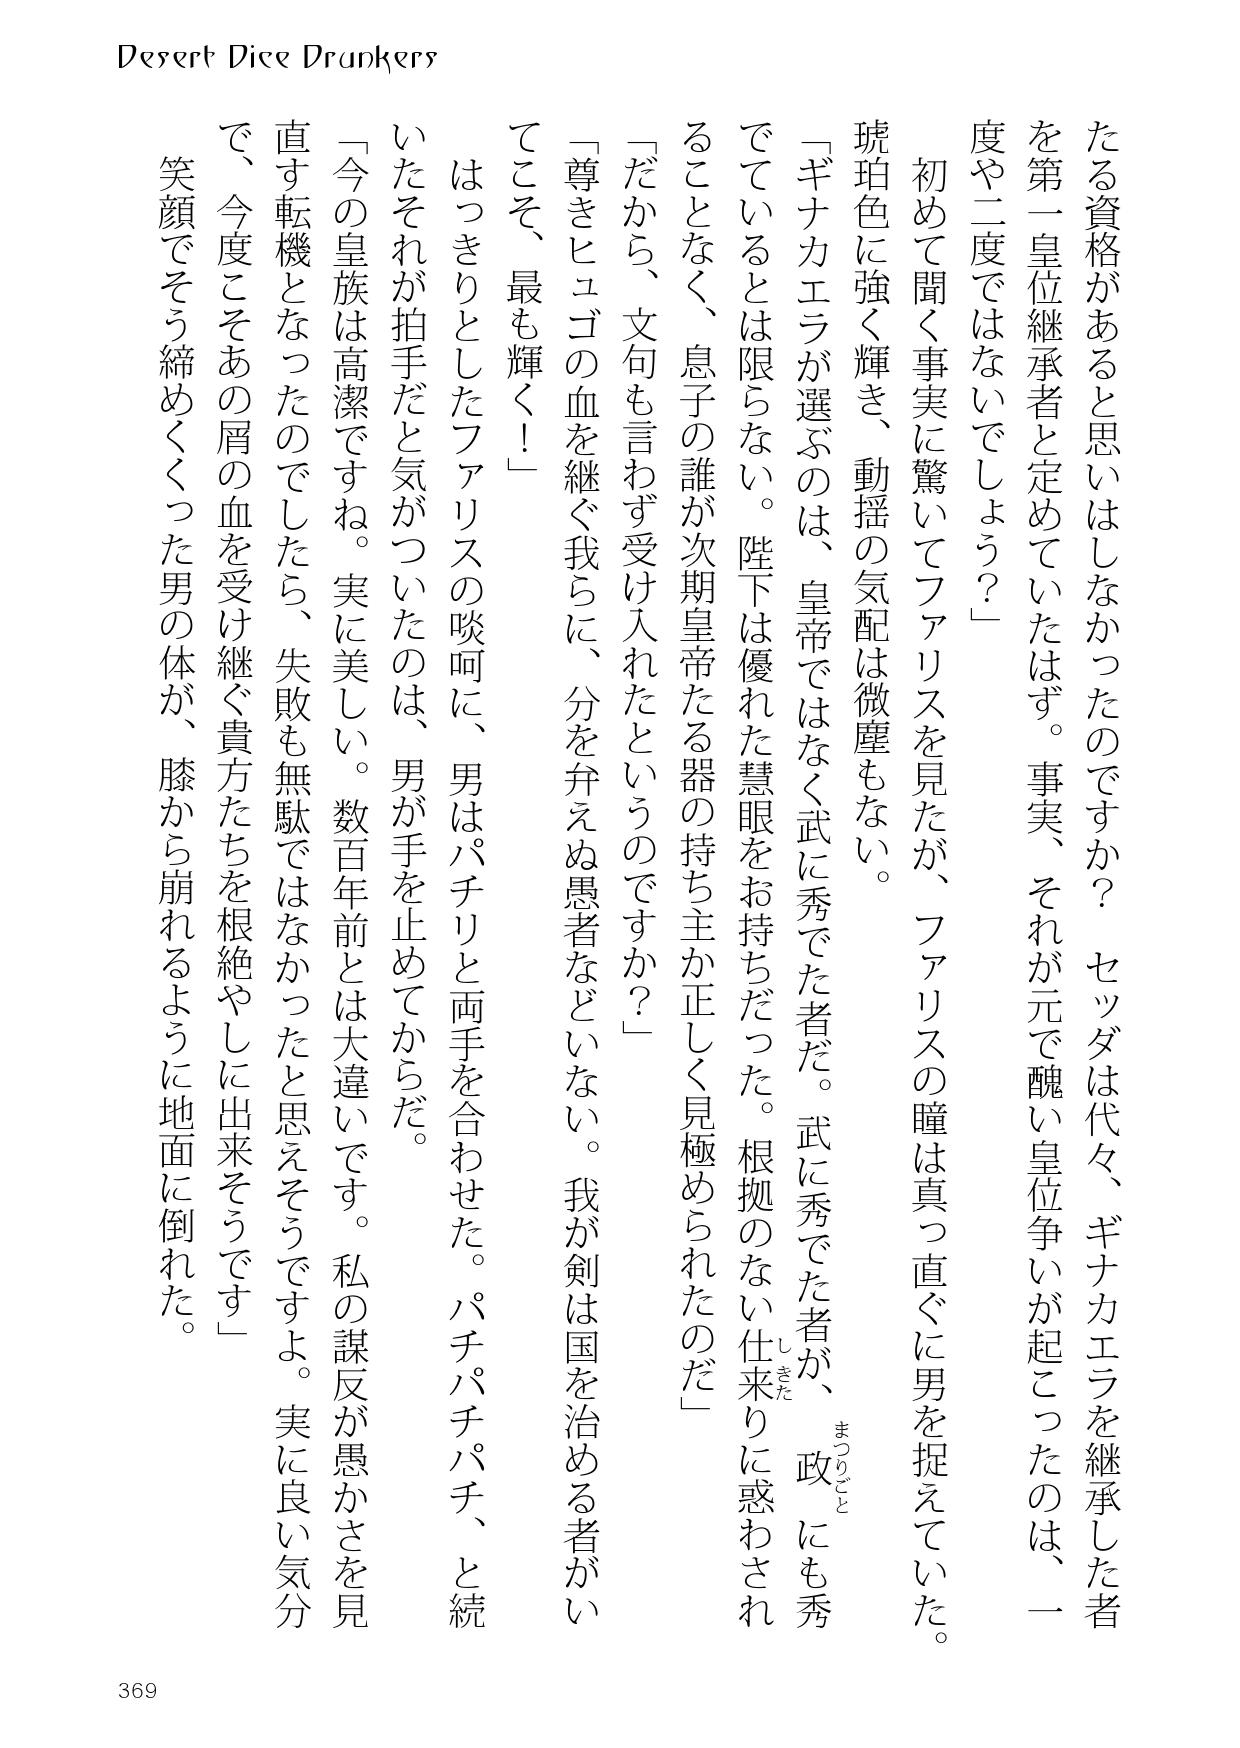 Desert Dice Drunkers
たる資格があると思いはしなかったのですか？　セッダは代々、ギナカエラを継承した者
を第一皇位継承者と定めていたはず。事実、それが元で醜い皇位争いが起こったのは、一
度や二度ではないでしょう？」
　初めて聞く事実に驚いてファリスを見たが、ファリスの瞳は真っ直ぐに男を捉えていた。
琥珀色に強く輝き、動揺の気配は微塵もない。
「ギナカエラが選ぶのは、皇帝ではなく武に秀でた者だ。武に秀でた者が、政にも秀
まつりごと
でているとは限らない。陛下は優れた慧眼をお持ちだった。根拠のない仕来りに惑わされ
しきた
ることなく、息子の誰が次期皇帝たる器の持ち主か正しく見極められたのだ」
「だから、文句も言わず受け入れたというのですか？」
「尊きヒュゴの血を継ぐ我らに、分を弁えぬ愚者などいない。我が剣は国を治める者がい
てこそ、最も輝く！」
　はっきりとしたファリスの啖呵に、男はパチリと両手を合わせた。パチパチパチ、と続
いたそれが拍手だと気がついたのは、男が手を止めてからだ。
「今の皇族は高潔ですね。実に美しい。数百年前とは大違いです。私の謀反が愚かさを見
直す転機となったのでしたら、失敗も無駄ではなかったと思えそうですよ。実に良い気分
で、今度こそあの屑の血を受け継ぐ貴方たちを根絶やしに出来そうです」
　笑顔でそう締めくくった男の体が、膝から崩れるように地面に倒れた。
369